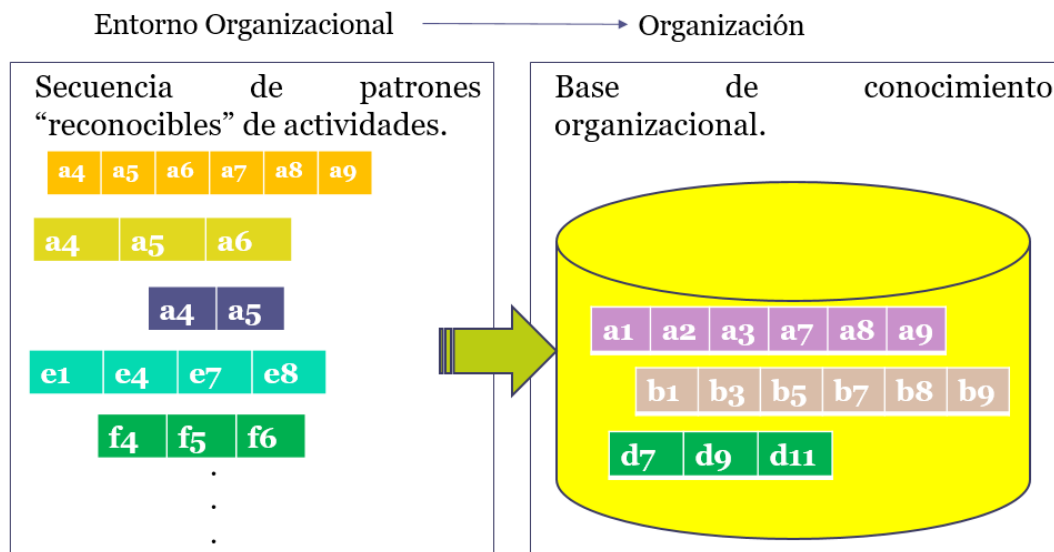 Entorno Organizacional
Organización
Secuencia de patrones
“reconocibles” de actividades.
a4 a5 a6 a7 a8 a9
a4 a5 a6
a4 a5
e1 e4 e7 e8
f4 f5 f6
.
.
.
Base de conocimiento
organizacional.
a1 a2 a3 a7 a8 a9
b1 b3 b5 b7 b8 b9
d7 d9 d11